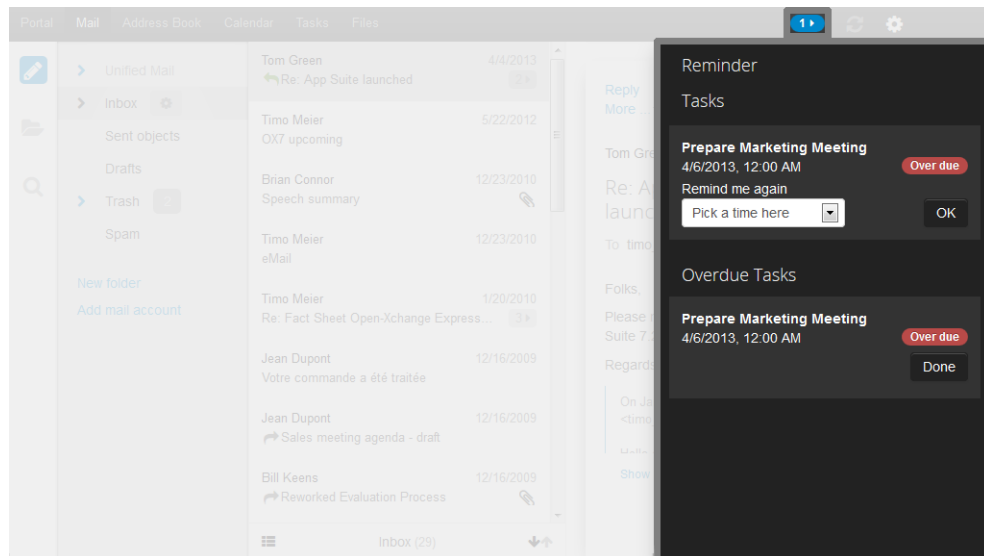 Portal Mail Address Book Calendar Tasks Files
1
Unified Mail
Inbox
Sent objects
Drafts
Trash 2
Spam
New folder
Add mail account
Tom Green 4/4/2013
Re: App Suite launched 2
Timo Meier 5/22/2012
OX7 upcoming
Brian Connor 12/23/2010
Speech summary
Timo Meier 12/23/2010
eMail
Timo Meier 1/20/2010
Re: Fact Sheet Open-Xchange Express... 3
Jean Dupont 12/16/2009
Votre commande a été traitée
Jean Dupont 12/16/2009
Sales meeting agenda - draft
Bill Keens 12/16/2009
Reworked Evaluation Process
Inbox (29)
Reply
More
Tom Gre
Re: A
launc
To timo
Folks,
Please
Suite 7.
Regards
On Ja
<timo
Hallo
Show
Reminder
Tasks
Prepare Marketing Meeting
4/6/2013, 12:00 AM Over due
Remind me again
Pick a time here OK
Overdue Tasks
Prepare Marketing Meeting
4/6/2013, 12:00 AM Over due
Done